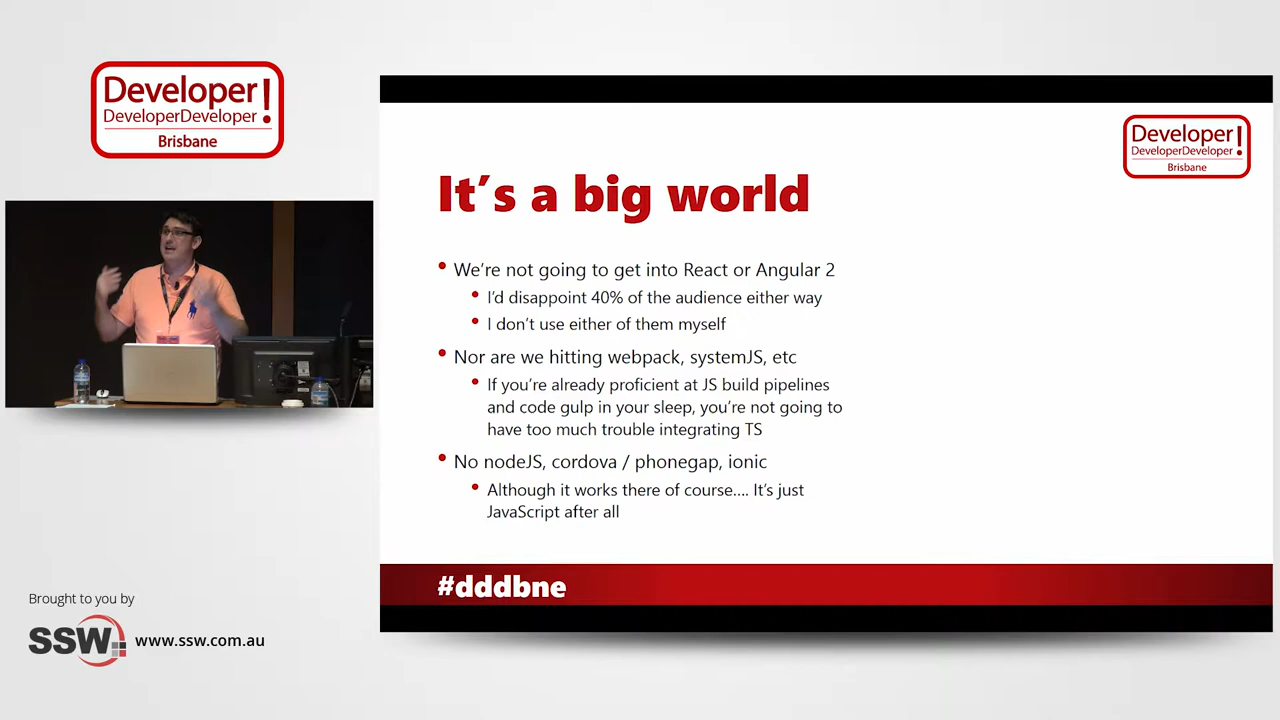 Developer!
DeveloperDeveloper
Brisbane
Developer!
DeveloperDeveloper
Brisbane
It's a big world
• We're not going to get into React or Angular 2
• I'd disappoint 40% of the audience either way
• I don't use either of them myself
• Nor are we hitting webpack, systemJS, etc
• If you're already proficient at JS build pipelines
and code gulp in your sleep, you're not going to
have too much trouble integrating TS
• No nodeJS, cordova / phonegap, ionic
• Although it works there of course…. It's just
JavaScript after all
#dddbne
Brought to you by
SSW
www.ssw.com.au